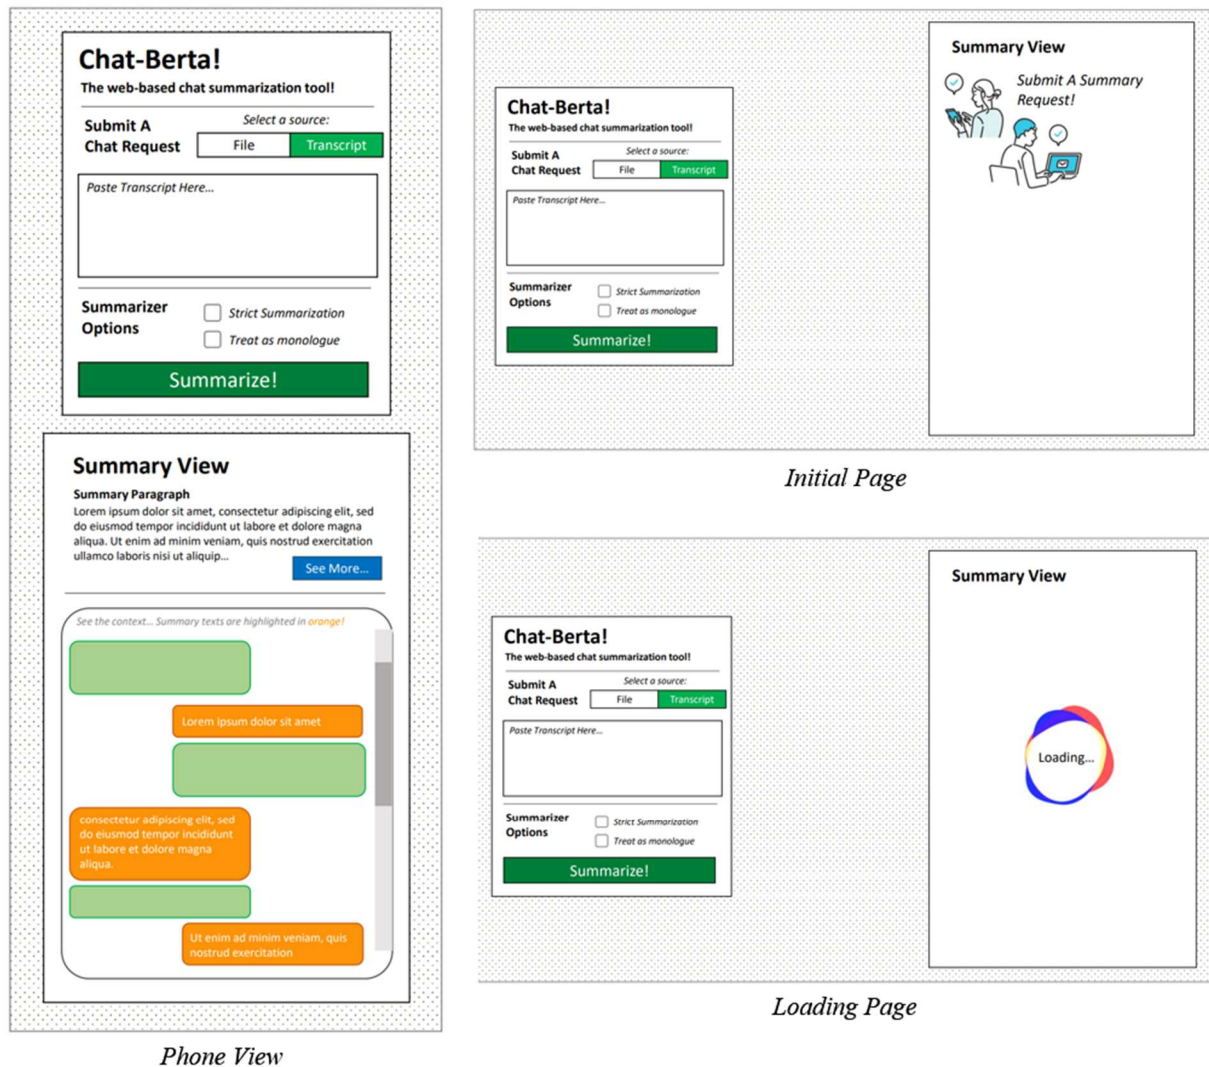 Chat-Berta!
The web-based chat summarization tool!
Submit A
Chat Request
Select a source:
File
Transcript
Paste Transcript Here...
Summarizer
Options
Strict Summarization
Treat as monologue
Summarize!
Summary View
Summary Paragraph
Lorem ipsum dolor sit amet, consectetur adipiscing elit, sed
do eiusmod tempor incididunt ut labore et dolore magna
aliqua. Ut enim ad minim veniam, quis nostrud exercitation
ullamco laboris nisi ut aliquip...
See More...
See the context... Summary texts are highlighted in orange!
Lorem ipsum dolor sit amet
consectetur adipiscing elit, sed
do eiusmod tempor incididunt
ut labore et dolore magna
aliqua.
Ut enim ad minim veniam, quis
nostrud exercitation
Phone View
Chat-Berta!
The web-based chat summarization tool!
Submit A
Chat Request
Select a source:
File
Transcript
Paste Transcript Here...
Summarizer
Options
Strict Summarization
Treat as monologue
Summarize!
Summary View
Submit A Summary
Request!
Initial Page
Chat-Berta!
The web-based chat summarization tool!
Submit A
Chat Request
Select a source:
File
Transcript
Paste Transcript Here...
Summarizer
Options
Strict Summarization
Treat as monologue
Summarize!
Summary View
Loading...
Loading Page